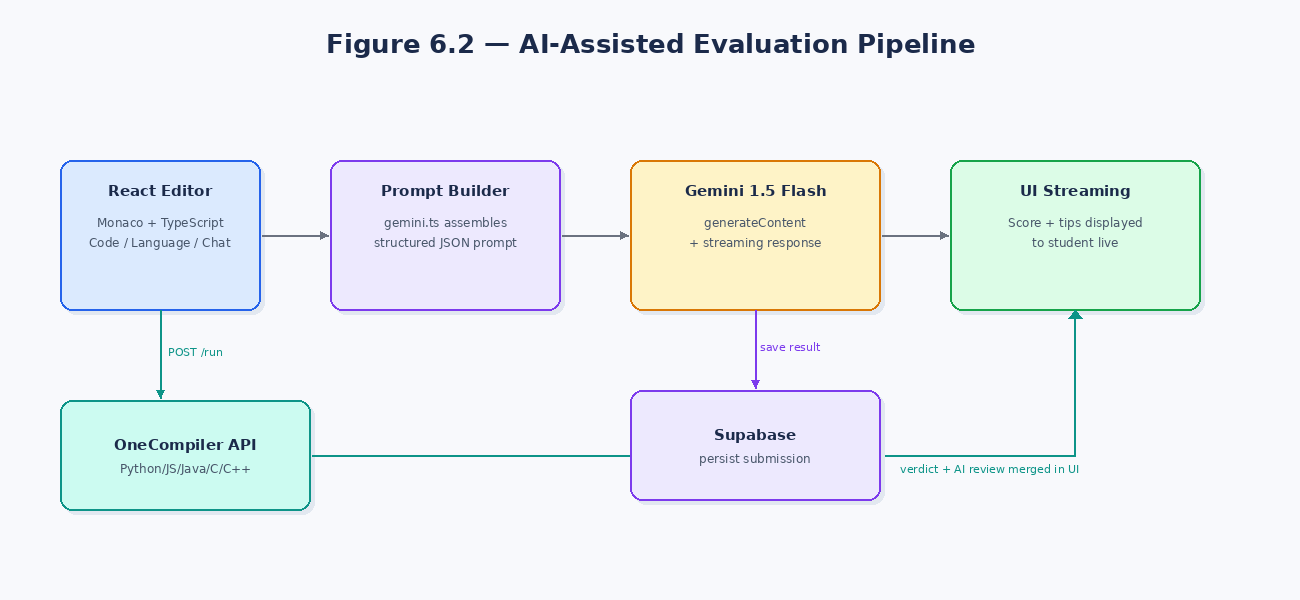 Figure 6.2 — AI-Assisted Evaluation Pipeline
React Editor
Monaco + TypeScript
Code / Language / Chat
Prompt Builder
gemini.ts assembles
structured JSON prompt
Gemini 1.5 Flash
generateContent
+ streaming response
UI Streaming
Score + tips displayed
to student live
POST /run
save result
OneCompiler API
Python/JS/Java/C/C++
Supabase
persist submission
verdict + AI review merged in UI